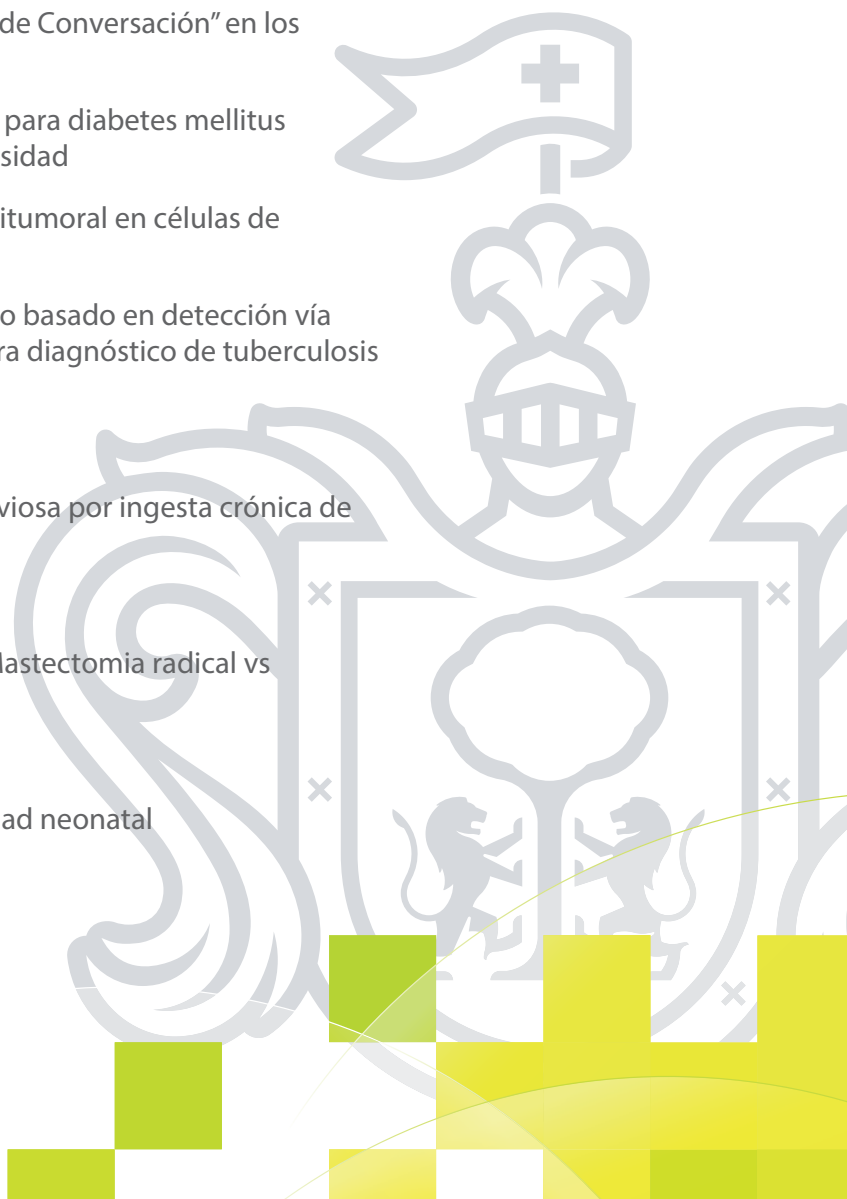 de Conversación” en los
para diabetes mellitus
sidad
itumoral en células de
o basado en detección vía
ra diagnóstico de tuberculosis
viosa por ingesta crónica de
Mastectomia radical vs
ad neonatal